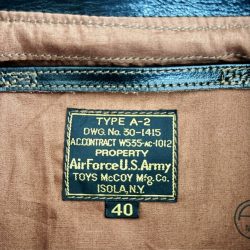 TYPE A-2
DWG. No. 30-1415
A.C. CONTRACT W535-AC-1012
PROPERTY
Air Force U.S. Army
TOYS McCOY MFG. Co.
ISOLA, N.Y.
40